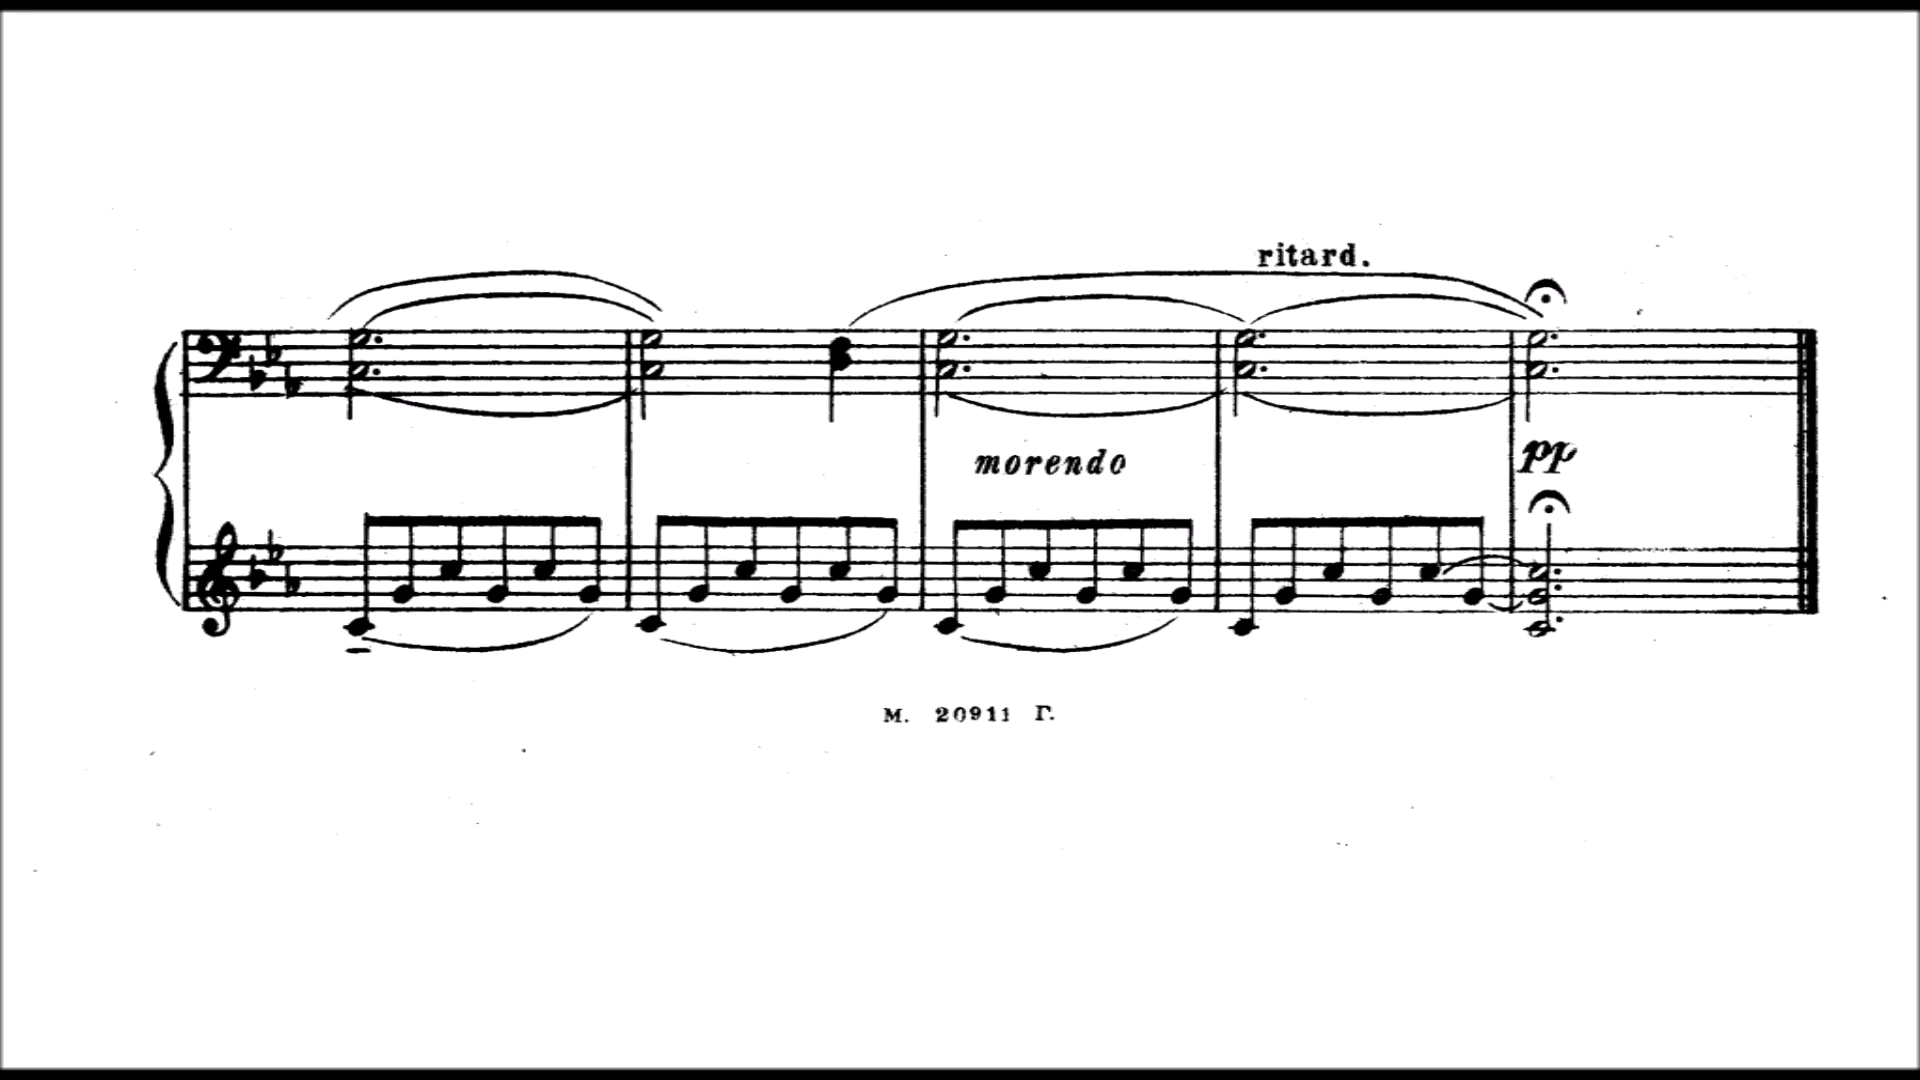 ritard.
morendo
pp
М. 20911 Г.